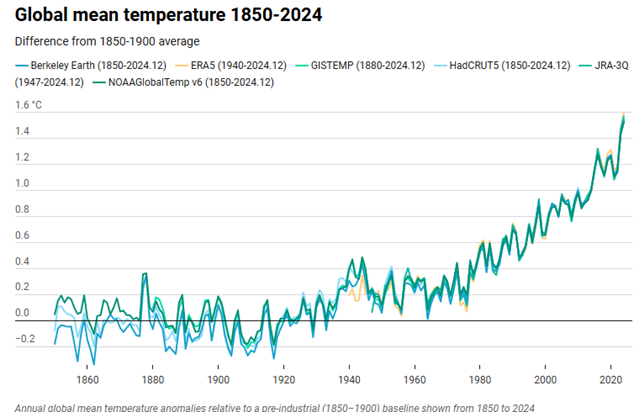 Global mean temperature 1850-2024
Difference from 1850-1900 average
Berkeley Earth (1850-2024.12) ERA5 (1940-2024.12) GISTEMP (1880-2024.12) HadCRUT5 (1850-2024.12) JRA-3Q
(1947-2024.12) NOAAGlobalTemp v6 (1850-2024.12)
1.6 °C
1.4
1.2
1.0
0.8
0.6
0.4
0.2
0.0
−0.2
1860 1880 1900 1920 1940 1960 1980 2000 2020
Annual global mean temperature anomalies relative to a pre-industrial (1850–1900) baseline shown from 1850 to 2024